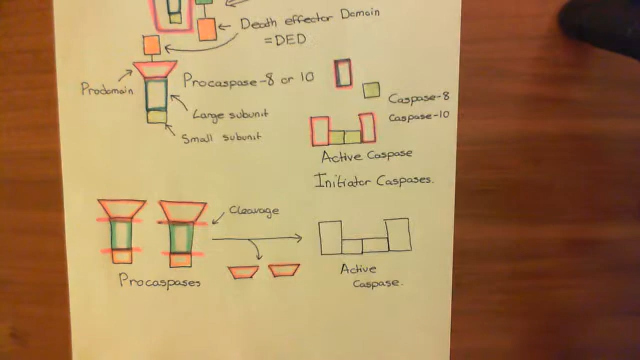 Death effector Domain
= DED
Prodomain
Procaspase-8 or 10
Large subunit
Small subunit
Caspase-8
Caspase-10
Active Caspase
Initiator Caspases.
Cleavage
Procaspases
Active
Caspase.